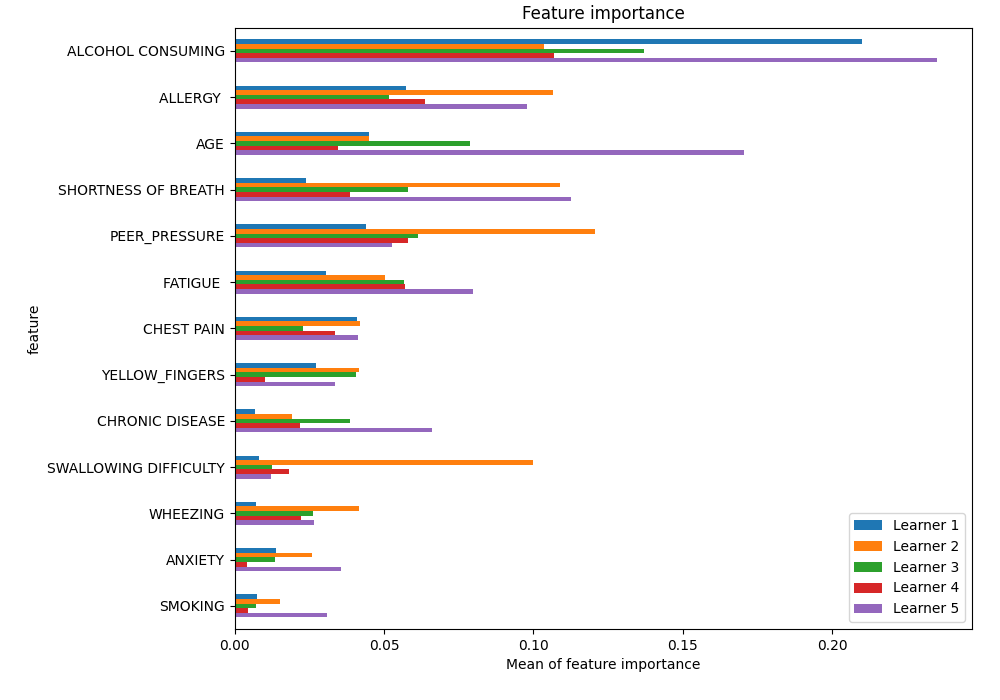 Feature importance
ALCOHOL CONSUMING
ALLERGY
AGE
SHORTNESS OF BREATH
PEER_PRESSURE
FATIGUE
CHEST PAIN
YELLOW_FINGERS
CHRONIC DISEASE
SWALLOWING DIFFICULTY
WHEEZING
ANXIETY
SMOKING
feature
Learner 1
Learner 2
Learner 3
Learner 4
Learner 5
0.00 0.05 0.10 0.15 0.20
Mean of feature importance